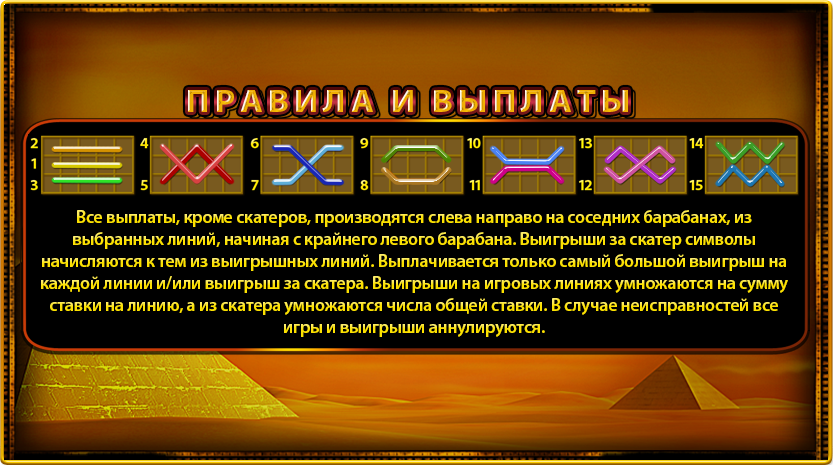 ПРАВИЛА И ВЫПЛАТЫ
2 4 6 9 10 13 14
1
3 5 7 8 11 12 15
Все выплаты, кроме скатеров, производятся слева направо на соседних барабанах, из
выбранных линий, начиная с крайнего левого барабана. Выигрыши за скатер символы
начисляются к тем из выигрышных линий. Выплачивается только самый большой выигрыш на
каждой линии и/или выигрыш за скатера. Выигрыши на игровых линиях умножаются на сумму
ставки на линию, а из скатера умножаются числа общей ставки. В случае неисправностей все
игры и выигрыши аннулируются.